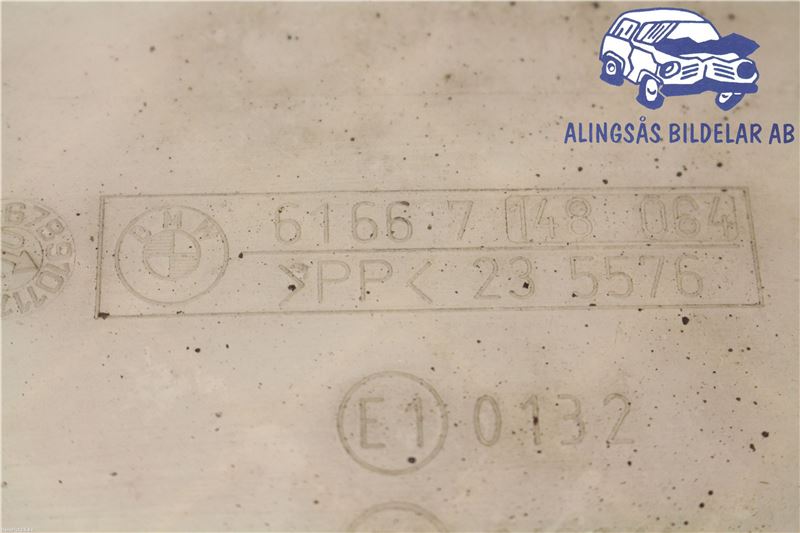 ALINGSÅS BILDELAR AB
BMW
6166 7 148 064
>PP< 23 5576
E1 0132